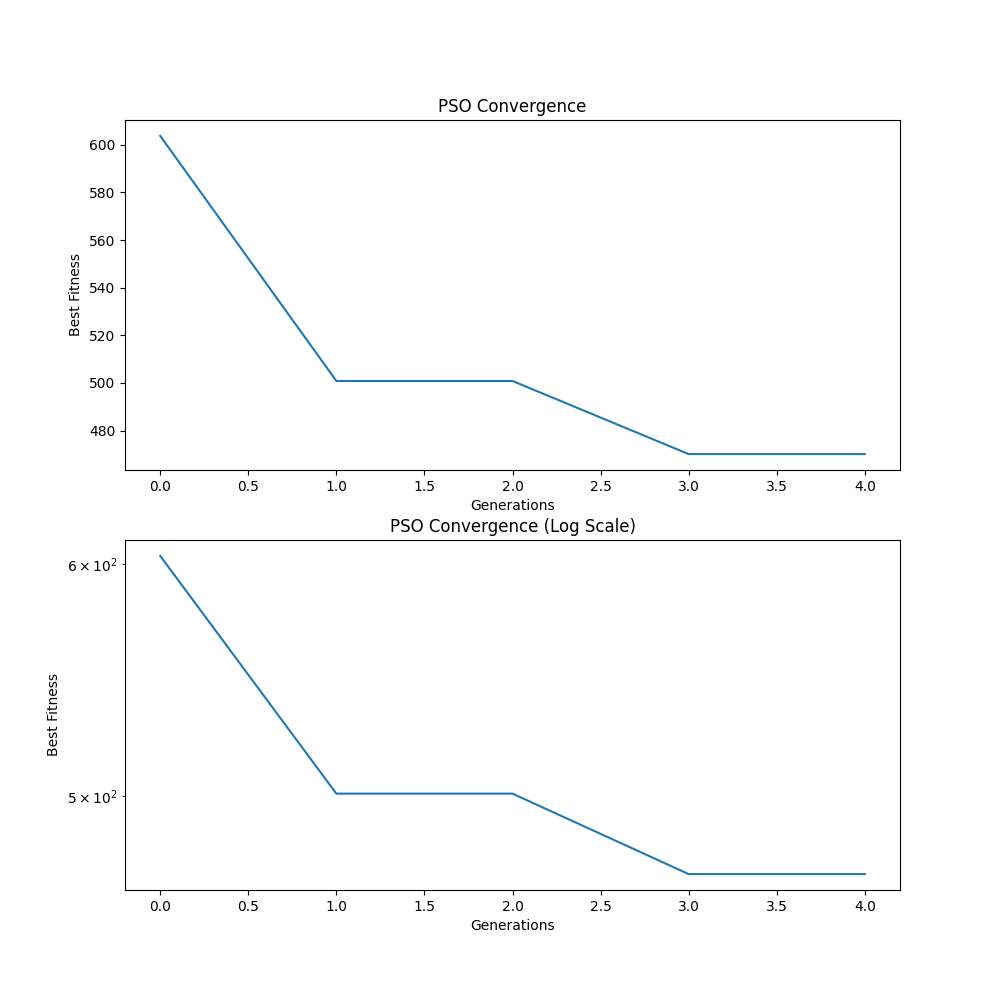 PSO Convergence
600
580
560
540
520
500
480
Best Fitness
0.0 0.5 1.0 1.5 2.0 2.5 3.0 3.5 4.0
Generations
PSO Convergence (Log Scale)
6 × 10²
5 × 10²
Best Fitness
0.0 0.5 1.0 1.5 2.0 2.5 3.0 3.5 4.0
Generations